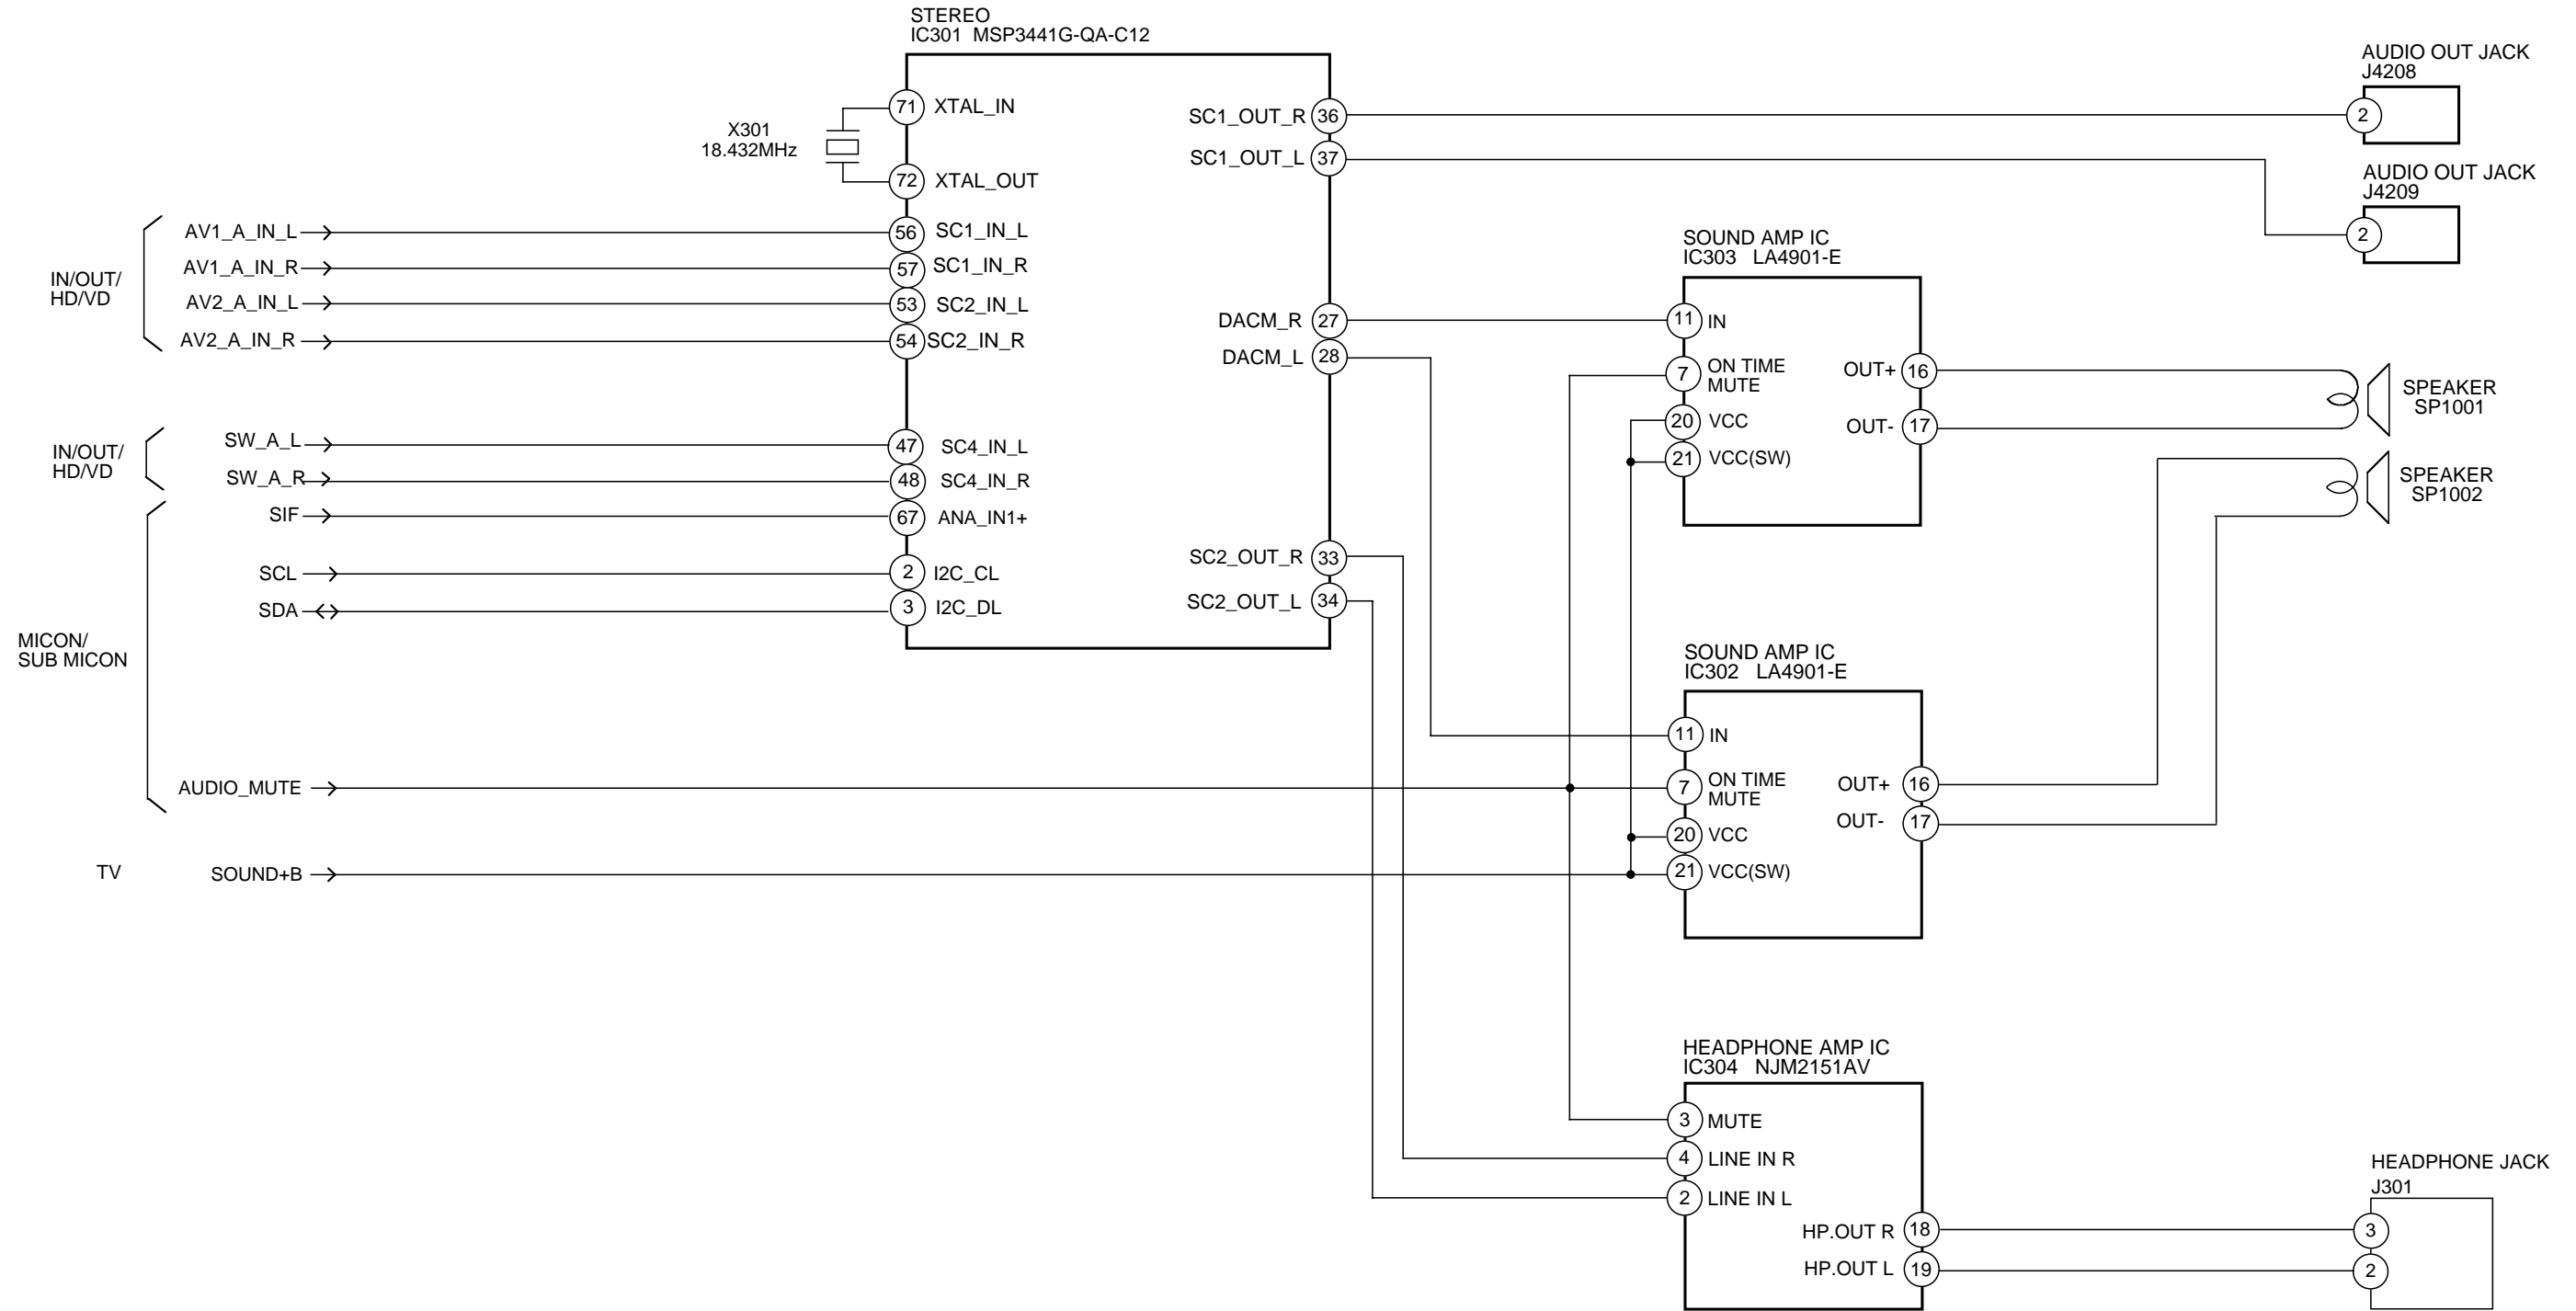 STEREO
IC301 MSP3441G-QA-C12
AUDIO OUT JACK
J4208
71 XTAL_IN
SC1_OUT_R 36
2
X301
18.432MHz
SC1_OUT_L 37
72 XTAL_OUT
AUDIO OUT JACK
J4209
2
IN/OUT/
HD/VD
AV1_A_IN_L
56 SC1_IN_L
AV1_A_IN_R
57 SC1_IN_R
AV2_A_IN_L
53 SC2_IN_L
AV2_A_IN_R
54 SC2_IN_R
SOUND AMP IC
IC303 LA4901-E
DACM_R 27
11 IN
DACM_L 28
7 ON TIME
MUTE
OUT+ 16
20 VCC
OUT- 17
21 VCC(SW)
SPEAKER
SP1001
IN/OUT/
HD/VD
SW_A_L
47 SC4_IN_L
SW_A_R
48 SC4_IN_R
SPEAKER
SP1002
MICON/
SUB MICON
SIF
67 ANA_IN1+
SCL
2 I2C_CL
SDA
3 I2C_DL
SC2_OUT_R 33
SC2_OUT_L 34
SOUND AMP IC
IC302 LA4901-E
11 IN
AUDIO_MUTE
7 ON TIME
MUTE
OUT+ 16
OUT- 17
20 VCC
TV
SOUND+B
21 VCC(SW)
HEADPHONE AMP IC
IC304 NJM2151AV
3 MUTE
4 LINE IN R
2 LINE IN L
HP.OUT R 18
HP.OUT L 19
HEADPHONE JACK
J301
3
2